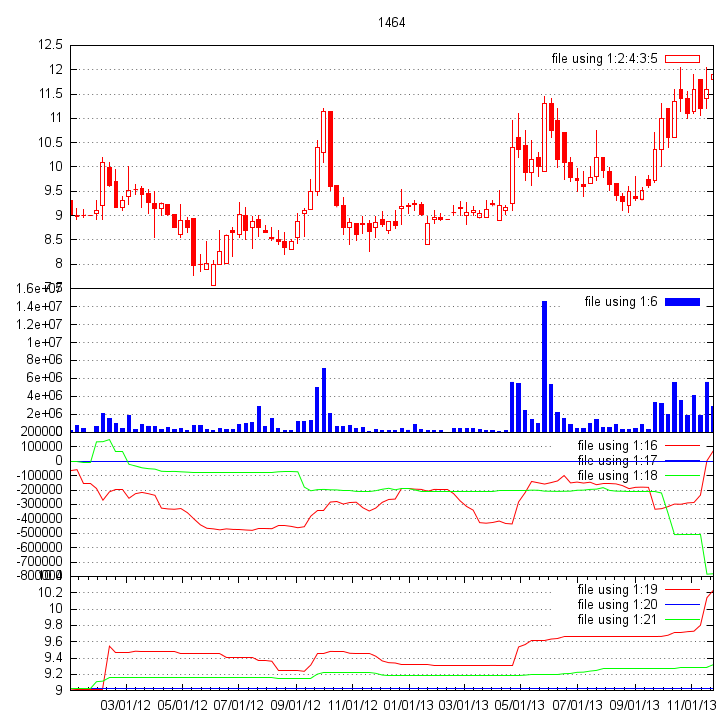 1464
12.5
file using 1:2:4:3:5
12
11.5
11
10.5
10
9.5
9
8.5
8
1.6e+07
file using 1:6
1.4e+07
1.2e+07
1e+07
8e+06
6e+06
4e+06
2e+06
200000
100000
file using 1:16
0
file using 1:17
-100000
file using 1:18
-200000
-300000
-400000
-500000
-600000
-700000
-800000
10.4
10.2
file using 1:19
10
file using 1:20
9.8
file using 1:21
9.6
9.4
9.2
9
03/01/12 05/01/12 07/01/12 09/01/12 11/01/12 01/01/13 03/01/13 05/01/13 07/01/13 09/01/13 11/01/13